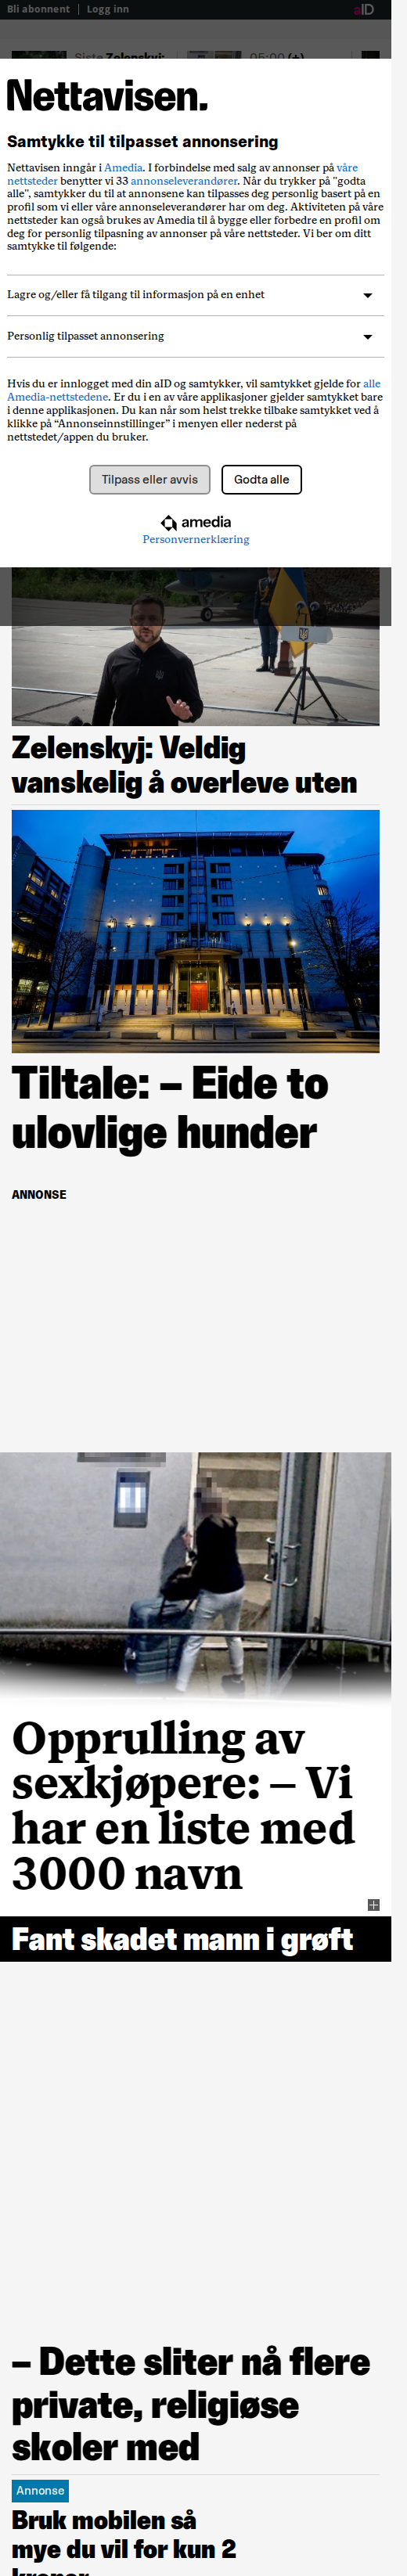 Bli abonnent | Logg inn
aID
Siste Zelenskyj:
05:00 (+)
Nettavisen.
Samtykke til tilpasset annonsering
Nettavisen inngår i Amedia. I forbindelse med salg av annonser på våre
nettsteder benytter vi 33 annonseleverandører. Når du trykker på "godta
alle", samtykker du til at annonsene kan tilpasses deg personlig basert på en
profil som vi eller våre annonseleverandører har om deg. Aktiviteten på våre
nettsteder kan også brukes av Amedia til å bygge eller forbedre en profil om
deg for personlig tilpasning av annonser på våre nettsteder. Vi ber om ditt
samtykke til følgende:
Lagre og/eller få tilgang til informasjon på en enhet
Personlig tilpasset annonsering
Hvis du er innlogget med din aID og samtykker, vil samtykket gjelde for alle
Amedia-nettstedene. Er du i en av våre applikasjoner gjelder samtykket bare
i denne applikasjonen. Du kan når som helst trekke tilbake samtykket ved å
klikke på “Annonseinnstillinger” i menyen eller nederst på
nettstedet/appen du bruker.
Tilpass eller avvis
Godta alle
amedia
Personvernerklæring
Zelenskyj: Veldig
vanskelig å overleve uten
Tiltale: – Eide to
ulovlige hunder
ANNONSE
Opprulling av
sexkjøpere: – Vi
har en liste med
3000 navn
Fant skadet mann i grøft
– Dette sliter nå flere
private, religiøse
skoler med
Annonse
Bruk mobilen så
mye du vil for kun 2
kroner